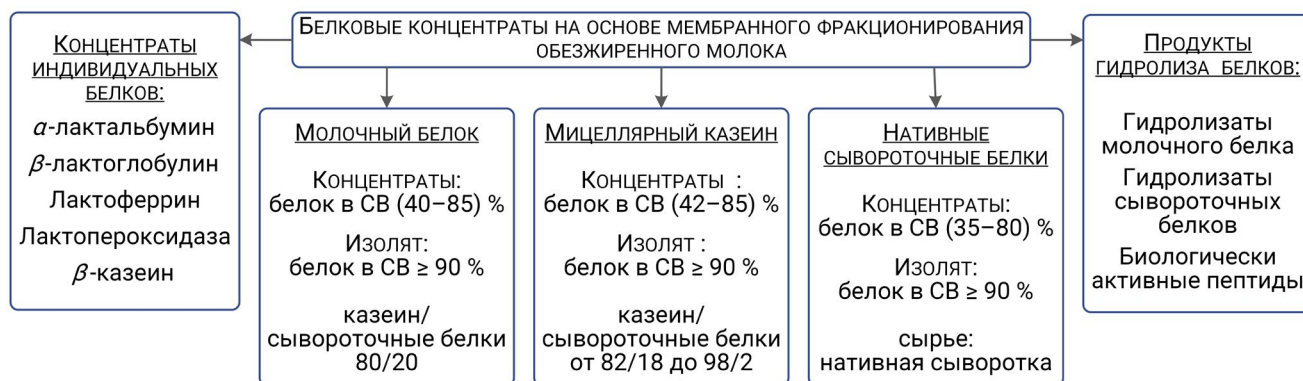 БЕЛКОВЫЕ КОНЦЕНТРАТЫ НА ОСНОВЕ МЕМБРАННОГО ФРАКЦИОНИРОВАНИЯ
ОБЕЗЖИРЕННОГО МОЛОКА
КОНЦЕНТРАТЫ
ИНДИВИДУАЛЬНЫХ
БЕЛКОВ:
α-лактальбумин
β-лактоглобулин
Лактоферрин
Лактопероксидаза
β-казеин
МОЛОЧНЫЙ БЕЛОК
КОНЦЕНТРАТЫ:
белок в СВ (40–85) %
ИЗОЛЯТ:
белок в СВ ≥ 90 %
казеин/
сывороточные белки
80/20
МИЦЕЛЛЯРНЫЙ КАЗЕИН
КОНЦЕНТРАТЫ :
белок в СВ (42–85) %
ИЗОЛЯТ :
белок в СВ ≥ 90 %
казеин/
сывороточные белки
от 82/18 до 98/2
НАТИВНЫЕ
СЫВОРОТОЧНЫЕ БЕЛКИ
КОНЦЕНТРАТЫ:
белок в СВ (35–80) %
ИЗОЛЯТ:
белок в СВ ≥ 90 %
сырье:
нативная сыворотка
ПРОДУКТЫ
ГИДРОЛИЗА БЕЛКОВ:
Гидролизаты
молочного белка
Гидролизаты
сывороточных
белков
Биологически
активные пептиды